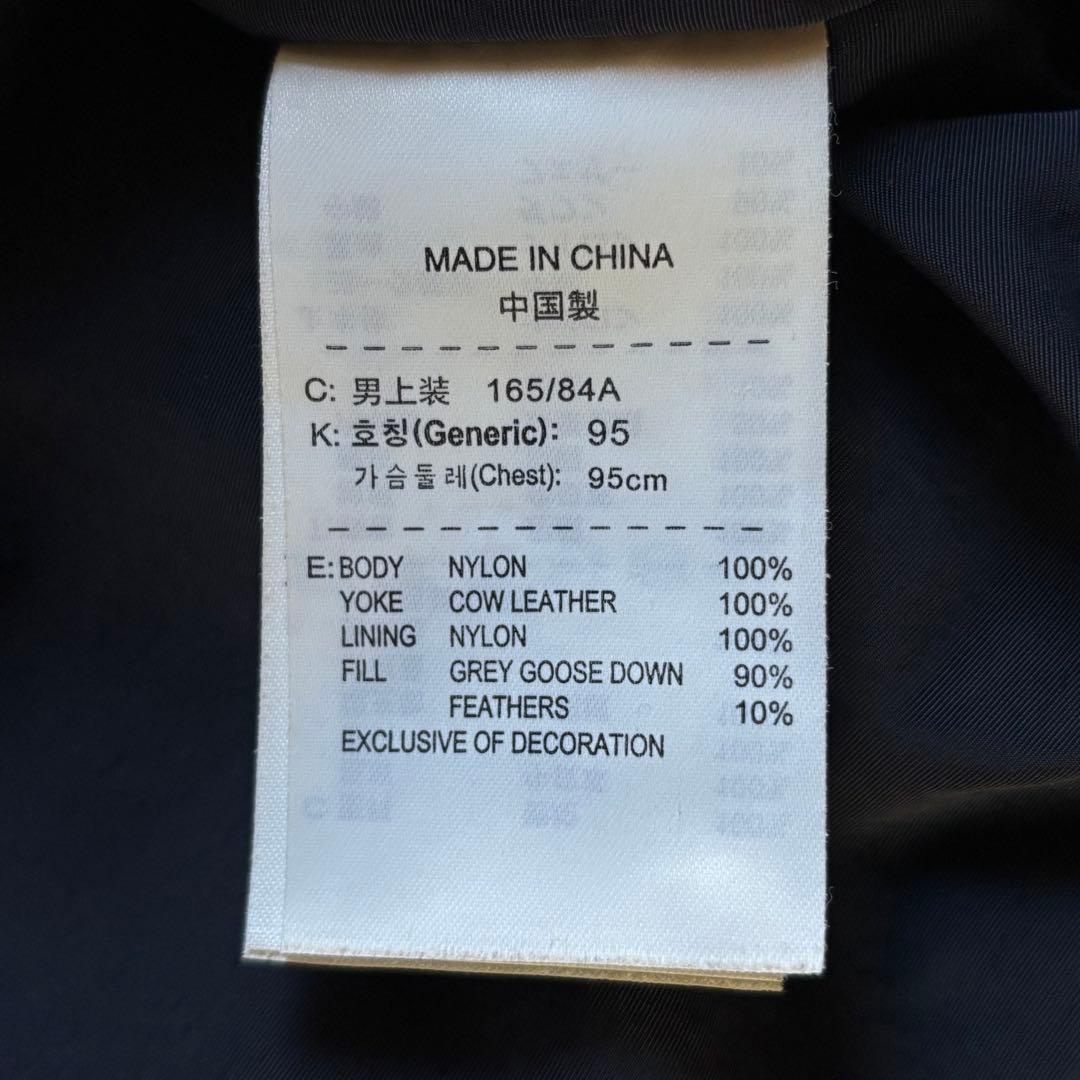 MADE IN CHINA
中国製
C: 男上装 165/84A
K: 호칭(Generic): 95
가슴둘레(Chest): 95cm
E: BODY NYLON 100%
YOKE COW LEATHER 100%
LINING NYLON 100%
FILL GREY GOOSE DOWN 90%
FEATHERS 10%
EXCLUSIVE OF DECORATION